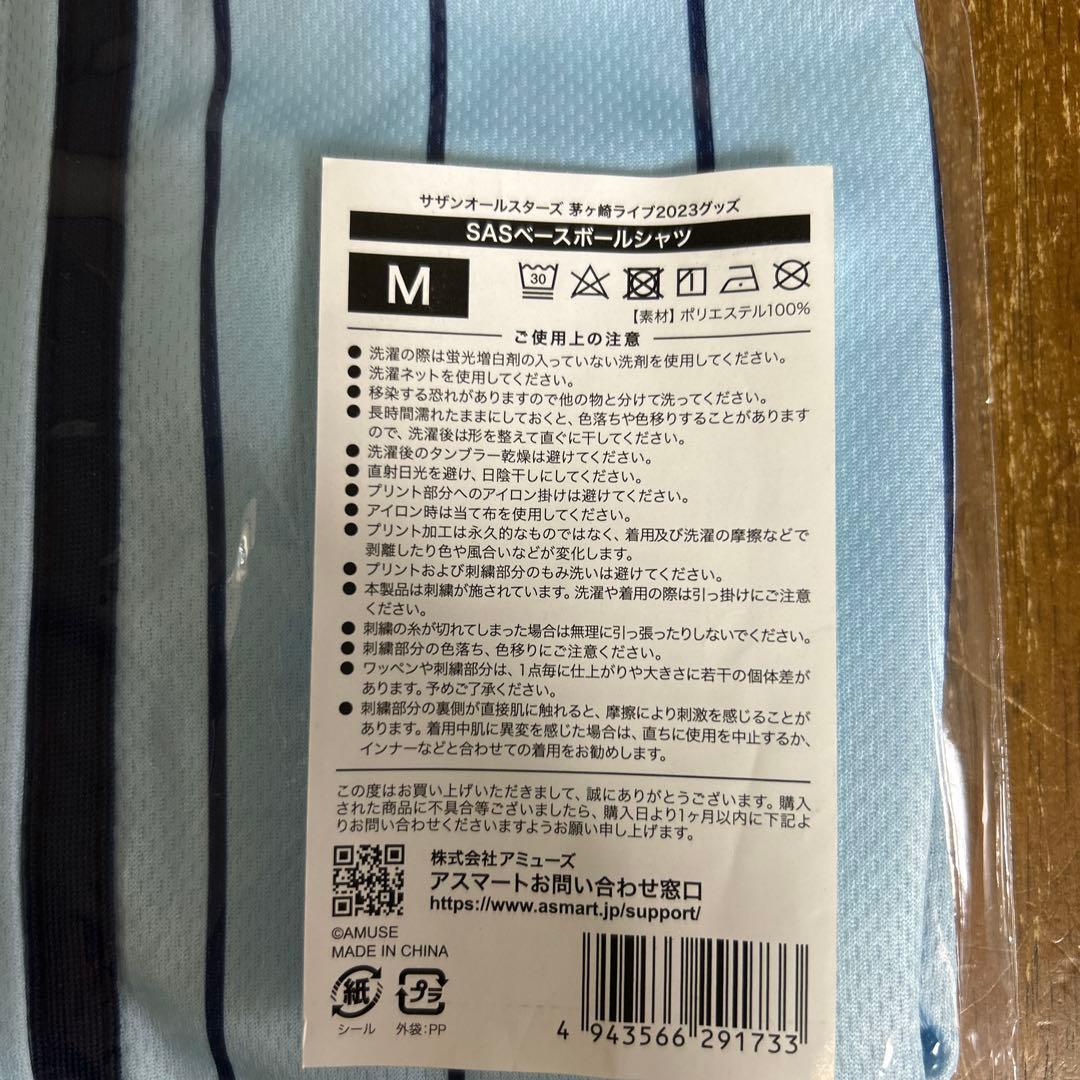 サザンオールスターズ 茅ヶ崎ライブ2023グッズ
SASベースボールシャツ
M
30
【素材】ポリエステル100%
ご使用上の注意
● 洗濯の際は蛍光増白剤の入っていない洗剤を使用してください。
● 洗濯ネットを使用してください。
● 移染する恐れがありますので他の物と分けて洗ってください。
● 長時間濡れたままにしておくと、色落ちや色移りすることがあります
ので、洗濯後は形を整えて直ぐに干してください。
● 洗濯後のタンブラー乾燥は避けてください。
● 直射日光を避け、日陰干しにしてください。
● プリント部分へのアイロン掛けは避けてください。
● アイロン時は当て布を使用してください。
● プリント加工は永久的なものではなく、着用及び洗濯の摩擦などで
剥離したり色や風合いなどが変化します。
● プリントおよび刺繍部分のもみ洗いは避けてください。
● 本製品は刺繍が施されています。洗濯や着用の際は引っ掛けにご注意
ください。
● 刺繍の糸が切れてしまった場合は無理に引っ張ったりしないでください。
● 刺繍部分の色落ち、色移りにご注意ください。
● ワッペンや刺繍部分は、1点毎に仕上がりや大きさに若干の個体差が
あります。予めご了承ください。
● 刺繍部分の裏側が直接肌に触れると、摩擦により刺激を感じることが
あります。着用中肌に異変を感じた場合は、直ちに使用を中止するか、
インナーなどと合わせての着用をお勧めします。
この度はお買い上げいただきまして、誠にありがとうございます。購入
された商品に不具合等ございましたら、購入日より1ヶ月以内に下記よ
りお問い合わせくださいますようお願い申し上げます。
株式会社アミューズ
アスマートお問い合わせ窓口
https://www.asmart.jp/support/
©AMUSE
MADE IN CHINA
紙
プラ
シール
外袋:PP
4 943566 291733